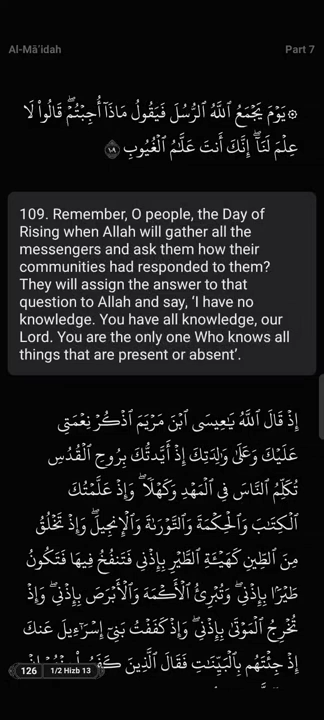 Al-Mā'idah
Part 7
۞ يَوْمَ يَجْمَعُ ٱللَّهُ ٱلرُّسُلَ فَيَقُولُ مَاذَآ أُجِبْتُمْ ۖ قَالُوا۟ لَا
عِلْمَ لَنَآ ۖ إِنَّكَ أَنتَ عَلَّـٰمُ ٱلْغُيُوبِ ١٠٩
109. Remember, O people, the Day of
Rising when Allah will gather all the
messengers and ask them how their
communities had responded to them?
They will assign the answer to that
question to Allah and say, ‘I have no
knowledge. You have all knowledge, our
Lord. You are the only one Who knows all
things that are present or absent’.
إِذْ قَالَ ٱللَّهُ يَـٰعِيسَى ٱبْنَ مَرْيَمَ ٱذْكُرْ نِعْمَتِى
عَلَيْكَ وَعَلَىٰ وَٰلِدَتِكَ إِذْ أَيَّدتُّكَ بِرُوحِ ٱلْقُدُسِ
تُكَلِّمُ ٱلنَّاسَ فِى ٱلْمَهْدِ وَكَهْلًا ۖ وَإِذْ عَلَّمْتُكَ
ٱلْكِتَـٰبَ وَٱلْحِكْمَةَ وَٱلتَّوْرَىٰةَ وَٱلْإِنجِيلَ ۖ وَإِذْ تَخْلُقُ
مِنَ ٱلطِّينِ كَهَيْـَٔةِ ٱلطَّيْرِ بِإِذْنِى فَتَنفُخُ فِيهَا فَتَكُونُ
طَيْرًۢا بِإِذْنِى ۖ وَتُبْرِئُ ٱلْأَكْمَهَ وَٱلْأَبْرَصَ بِإِذْنِى ۖ وَإِذْ
تُخْرِجُ ٱلْمَوْتَىٰ بِإِذْنِى ۖ وَإِذْ كَفَفْتُ بَنِىٓ إِسْرَٰٓءِيلَ عَنكَ
إِذْ جِئْتَهُم بِٱلْبَيِّنَـٰتِ فَقَالَ ٱلَّذِينَ كَفَرُوا۟ مِنْهُمْ إِنْ
126
1/2 Hizb 13